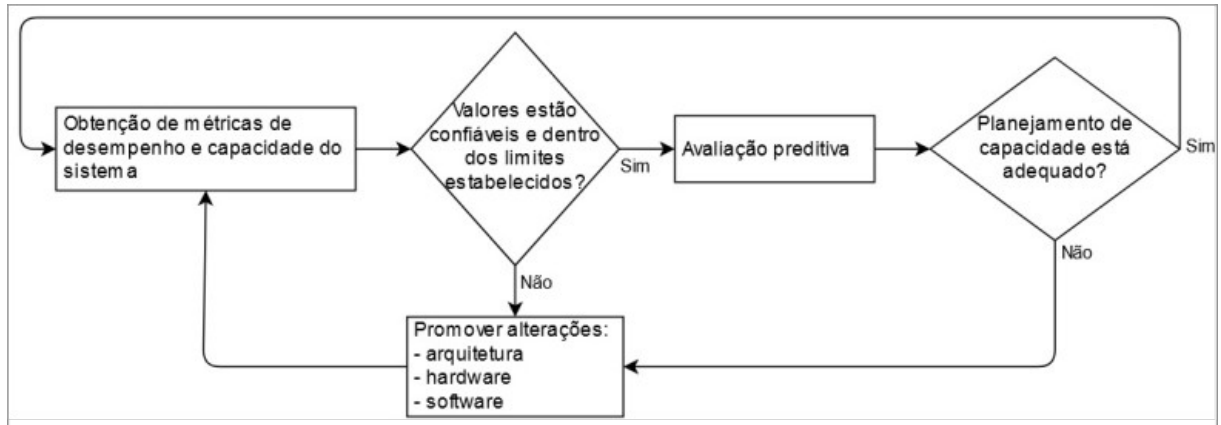 Obtenção de métricas de
desempenho e capacidade do
sistema
Valores estão
confiáveis e dentro
dos limites
estabelecidos?
Sim
Avaliação preditiva
Planejamento de
capacidade está
adequado?
Sim
Não
Não
Promover alterações:
- arquitetura
- hardware
- software